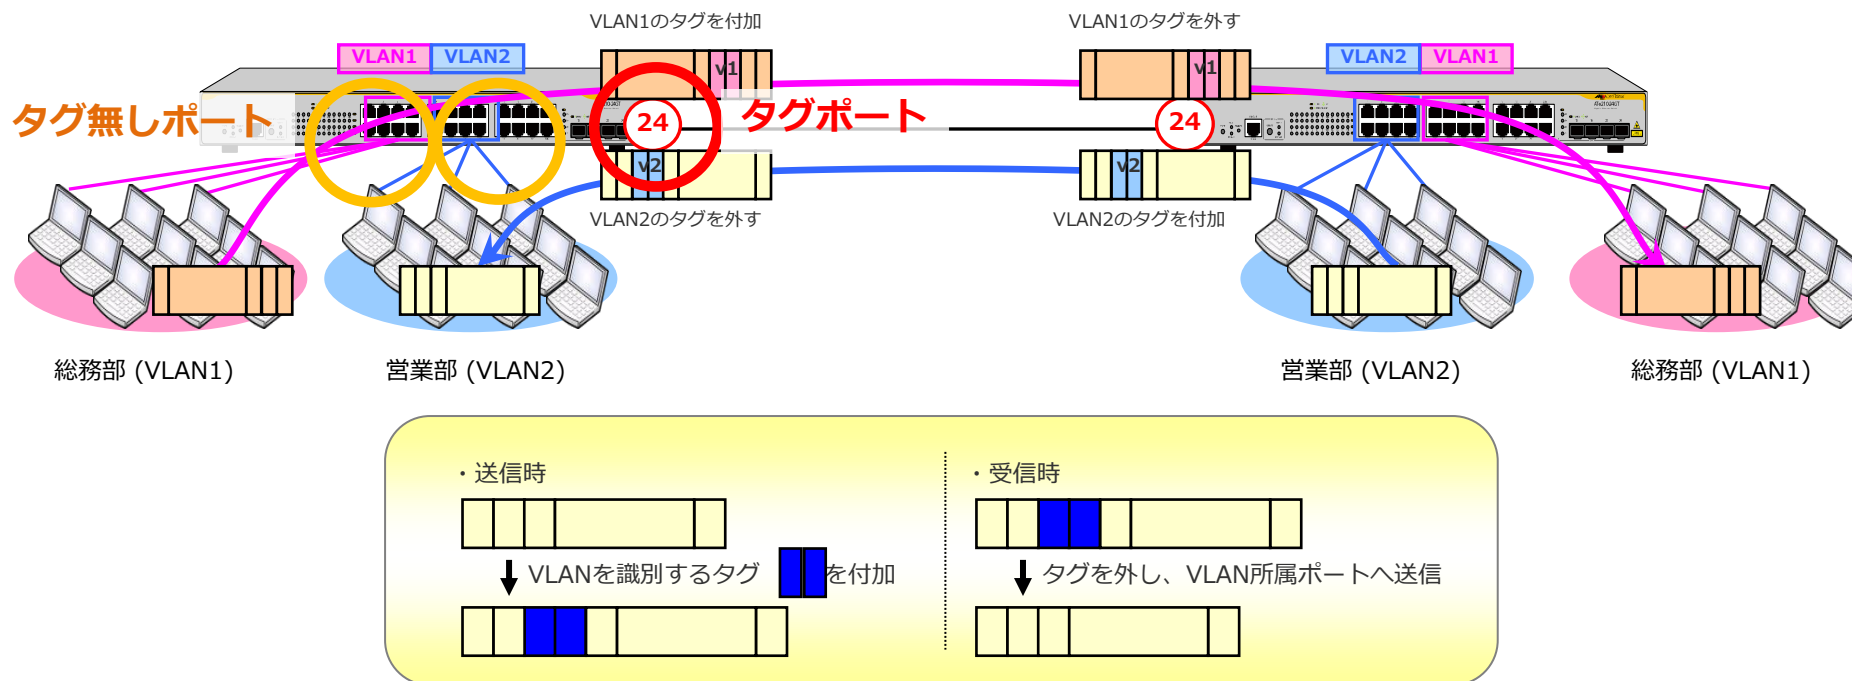 VLAN1のタグを付加
VLAN1のタグを外す
VLAN1
VLAN2
v1
v1
VLAN2
VLAN1
タグ無しポート
24
タグポート
24
v2
v2
VLAN2のタグを外す
VLAN2のタグを付加
総務部 (VLAN1)
営業部 (VLAN2)
営業部 (VLAN2)
総務部 (VLAN1)
・送信時
・受信時
VLANを識別するタグ を付加
タグを外し、VLAN所属ポートへ送信